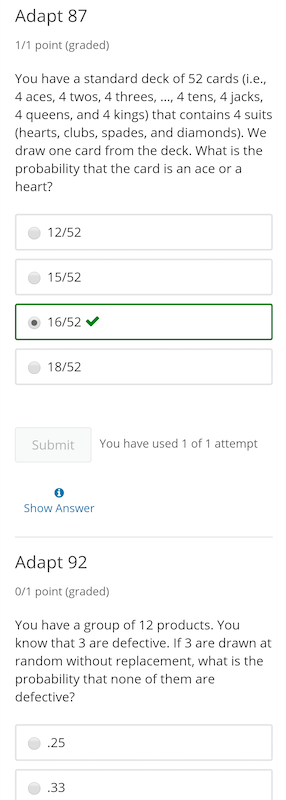 Adapt 87
1/1 point (graded)
You have a standard deck of 52 cards (i.e.,
4 aces, 4 twos, 4 threes, ..., 4 tens, 4 jacks,
4 queens, and 4 kings) that contains 4 suits
(hearts, clubs, spades, and diamonds). We
draw one card from the deck. What is the
probability that the card is an ace or a
heart?
12/52
15/52
16/52
18/52
Submit You have used 1 of 1 attempt
Show Answer
Adapt 92
0/1 point (graded)
You have a group of 12 products. You
know that 3 are defective. If 3 are drawn at
random without replacement, what is the
probability that none of them are
defective?
.25
.33